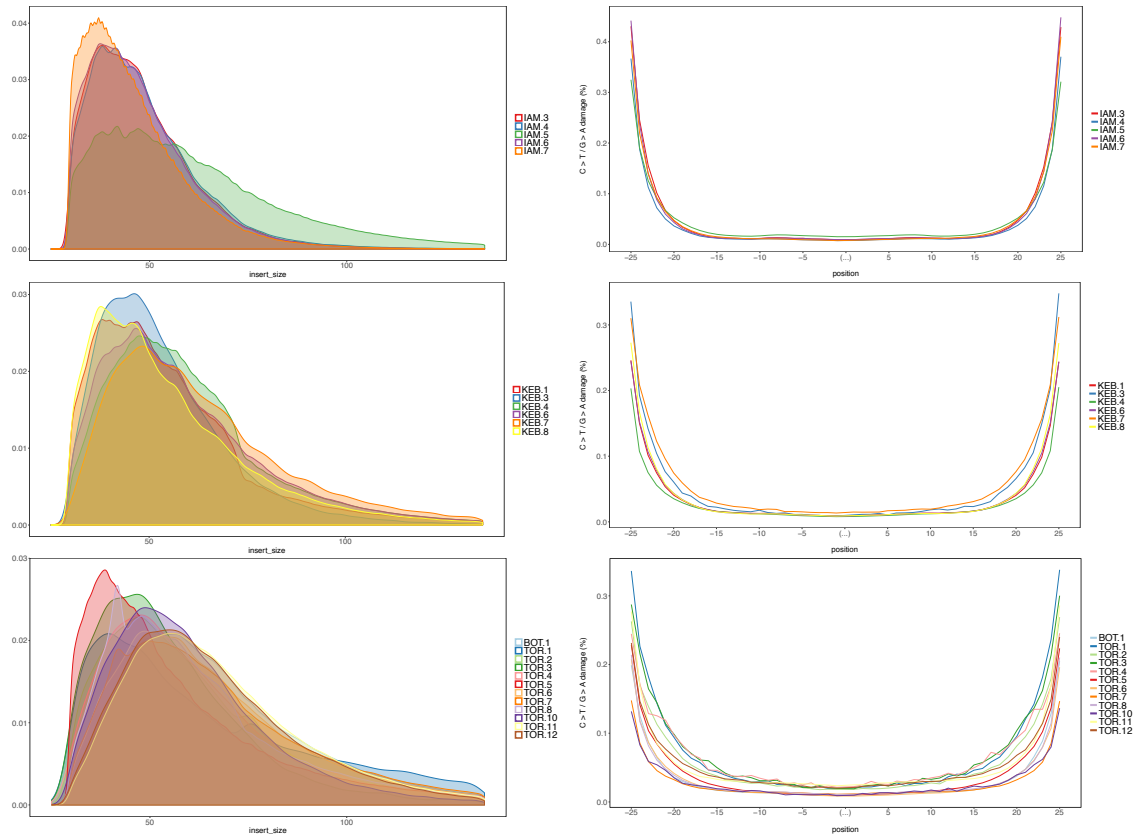 0.04
0.03
0.02
0.01
0.00
50
100
insert_size
IAM.3
IAM.4
IAM.5
IAM.6
IAM.7
C > T / G > A damage (%)
0.4
0.3
0.2
0.1
0.0
−25 −20 −15 −10 −5 (...) 5 10 15 20 25
position
IAM.3
IAM.4
IAM.5
IAM.6
IAM.7
0.03
0.02
0.01
0.00
50
100
insert_size
KEB.1
KEB.3
KEB.4
KEB.6
KEB.7
KEB.8
C > T / G > A damage (%)
0.3
0.2
0.1
0.0
−25 −20 −15 −10 −5 (...) 5 10 15 20 25
position
KEB.1
KEB.3
KEB.4
KEB.6
KEB.7
KEB.8
0.03
0.02
0.01
0.00
50
100
insert_size
BOT.1
TOR.1
TOR.2
TOR.3
TOR.4
TOR.5
TOR.6
TOR.7
TOR.8
TOR.10
TOR.11
TOR.12
C > T / G > A damage (%)
0.3
0.2
0.1
0.0
−25 −20 −15 −10 −5 (...) 5 10 15 20 25
position
BOT.1
TOR.1
TOR.2
TOR.3
TOR.4
TOR.5
TOR.6
TOR.7
TOR.8
TOR.10
TOR.11
TOR.12